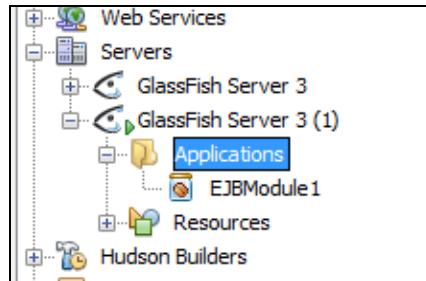 Web Services
Servers
GlassFish Server 3
GlassFish Server 3 (1)
Applications
EJBModule1
Resources
Hudson Builders